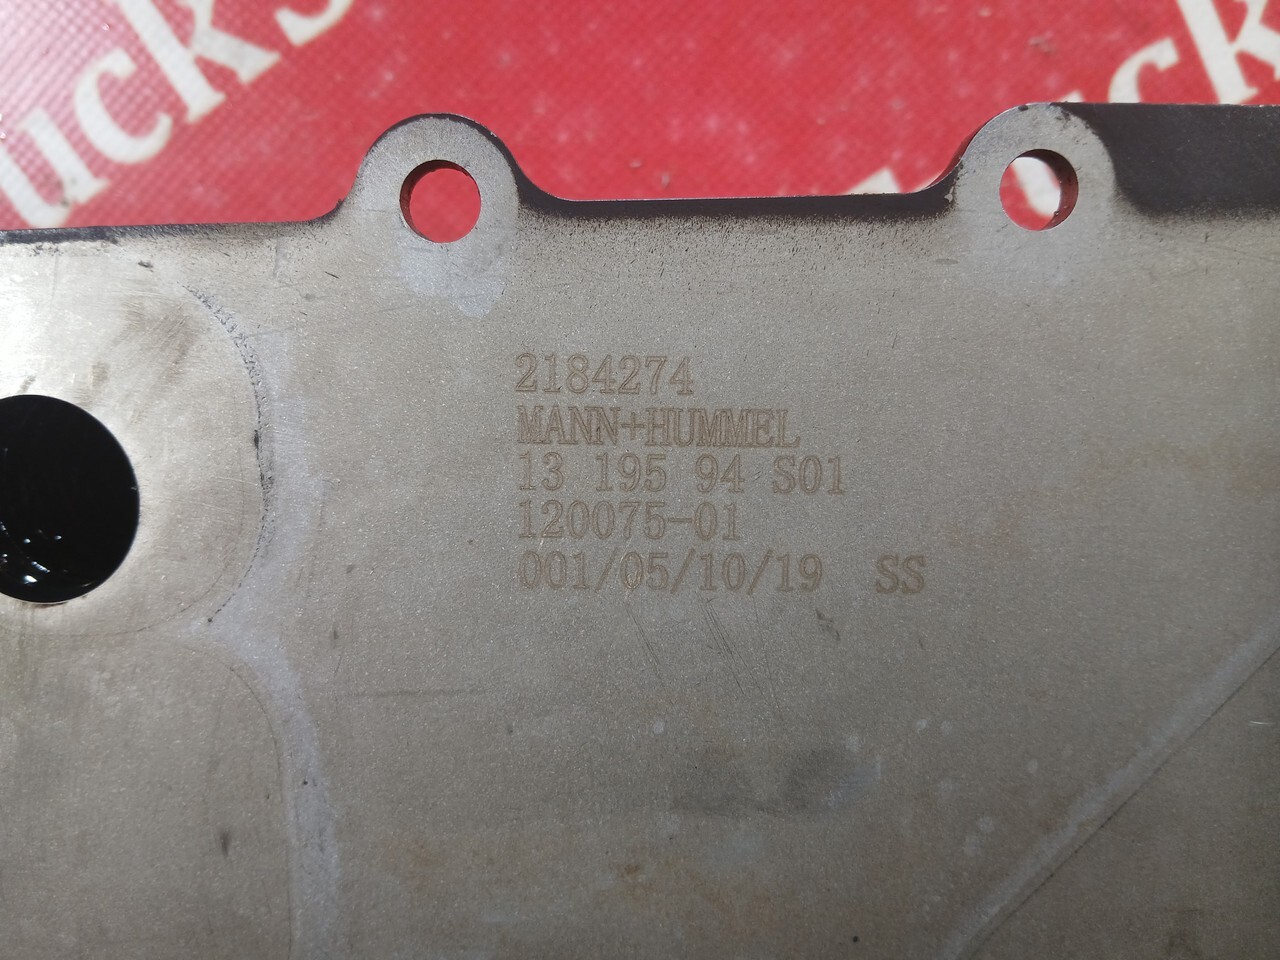 2184274
MANN+HUMMEL
13 195 94 S01
120075-01
001/05/10/19 SS